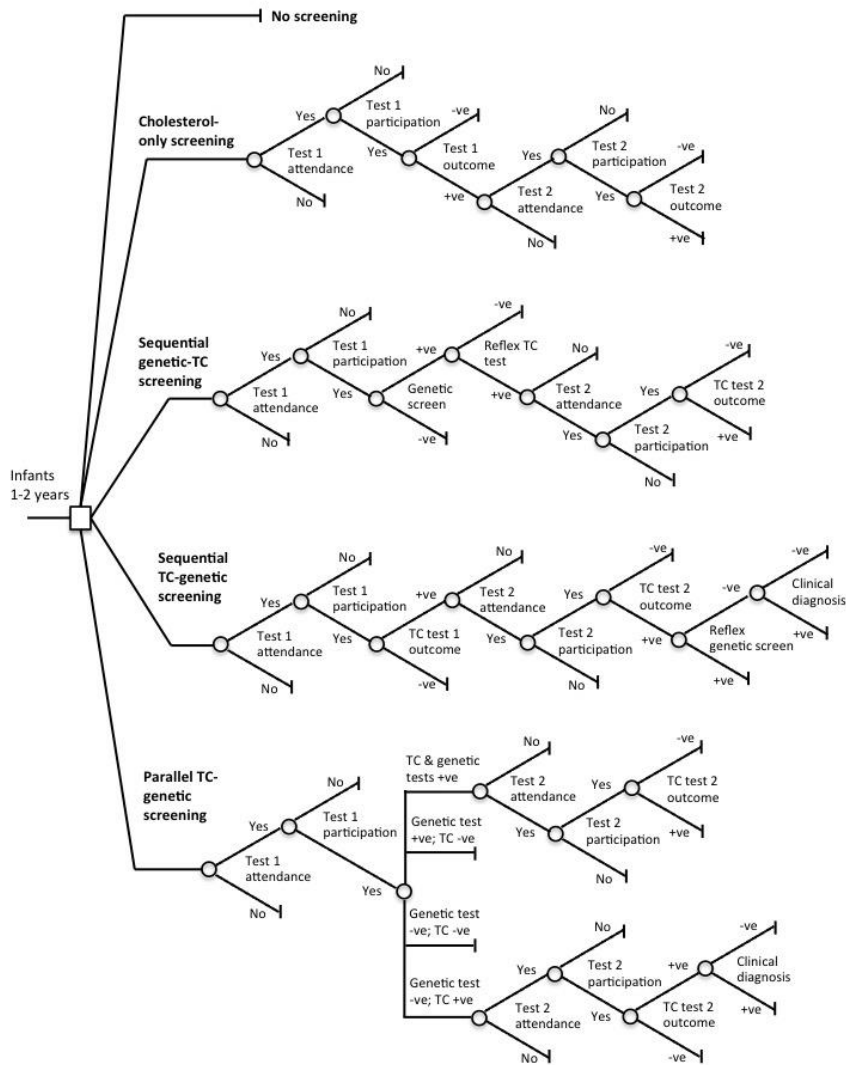 No screening
Cholesterol-
only screening
Yes
Test 1
attendance
No
No
Test 1
participation
Yes
-ve
Test 1
outcome
+ve
Yes
Test 2
attendance
No
No
Test 2
participation
Yes
-ve
Test 2
outcome
+ve
Sequential
genetic-TC
screening
Yes
Test 1
attendance
No
No
Test 1
participation
Yes
+ve
Genetic
screen
-ve
-ve
Reflex TC
test
+ve
No
Test 2
attendance
Yes
Yes
Test 2
participation
No
-ve
TC test 2
outcome
+ve
Infants
1-2 years
Sequential
TC-genetic
screening
Yes
Test 1
attendance
No
No
Test 1
participation
Yes
+ve
TC test 1
outcome
-ve
No
Test 2
attendance
Yes
Yes
Test 2
participation
No
-ve
TC test 2
outcome
+ve
-ve
Reflex
genetic screen
+ve
-ve
Clinical
diagnosis
+ve
Parallel TC-
genetic
screening
Yes
Test 1
attendance
No
No
Test 1
participation
Yes
TC & genetic
tests +ve
No
Test 2
attendance
Yes
Yes
Test 2
participation
No
-ve
TC test 2
outcome
+ve
Genetic test
+ve; TC -ve
Genetic test
-ve; TC -ve
Genetic test
-ve; TC +ve
Yes
Test 2
attendance
No
No
Test 2
participation
Yes
+ve
TC test 2
outcome
-ve
-ve
Clinical
diagnosis
+ve